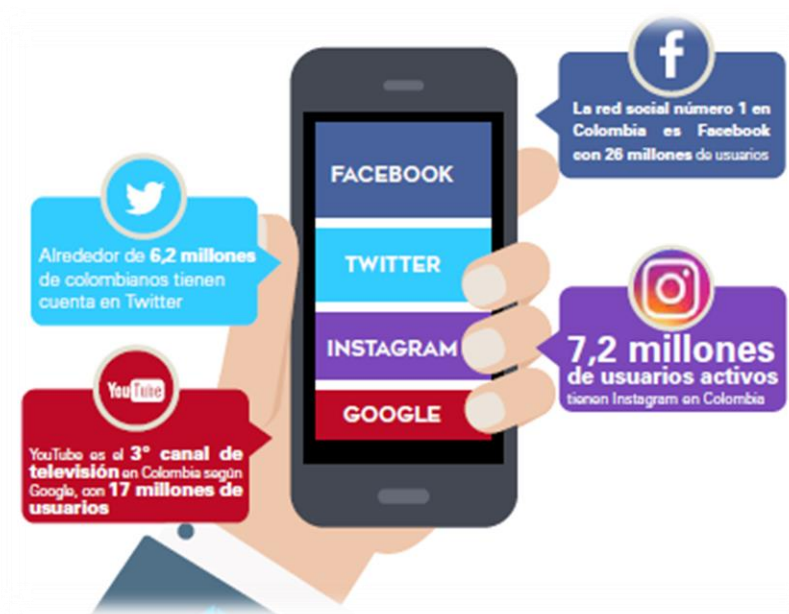 f
La red social número 1 en
Colombia es Facebook
con 26 millones de usuarios
FACEBOOK
TWITTER
INSTAGRAM
GOOGLE
Alrededor de 6,2 millones
de colombianos tienen
cuenta en Twitter
7,2 millones
de usuarios activos
tienen Instagram en Colombia
YouTube
YouTube es el 3° canal de
televisión en Colombia según
Google, con 17 millones de
usuarios